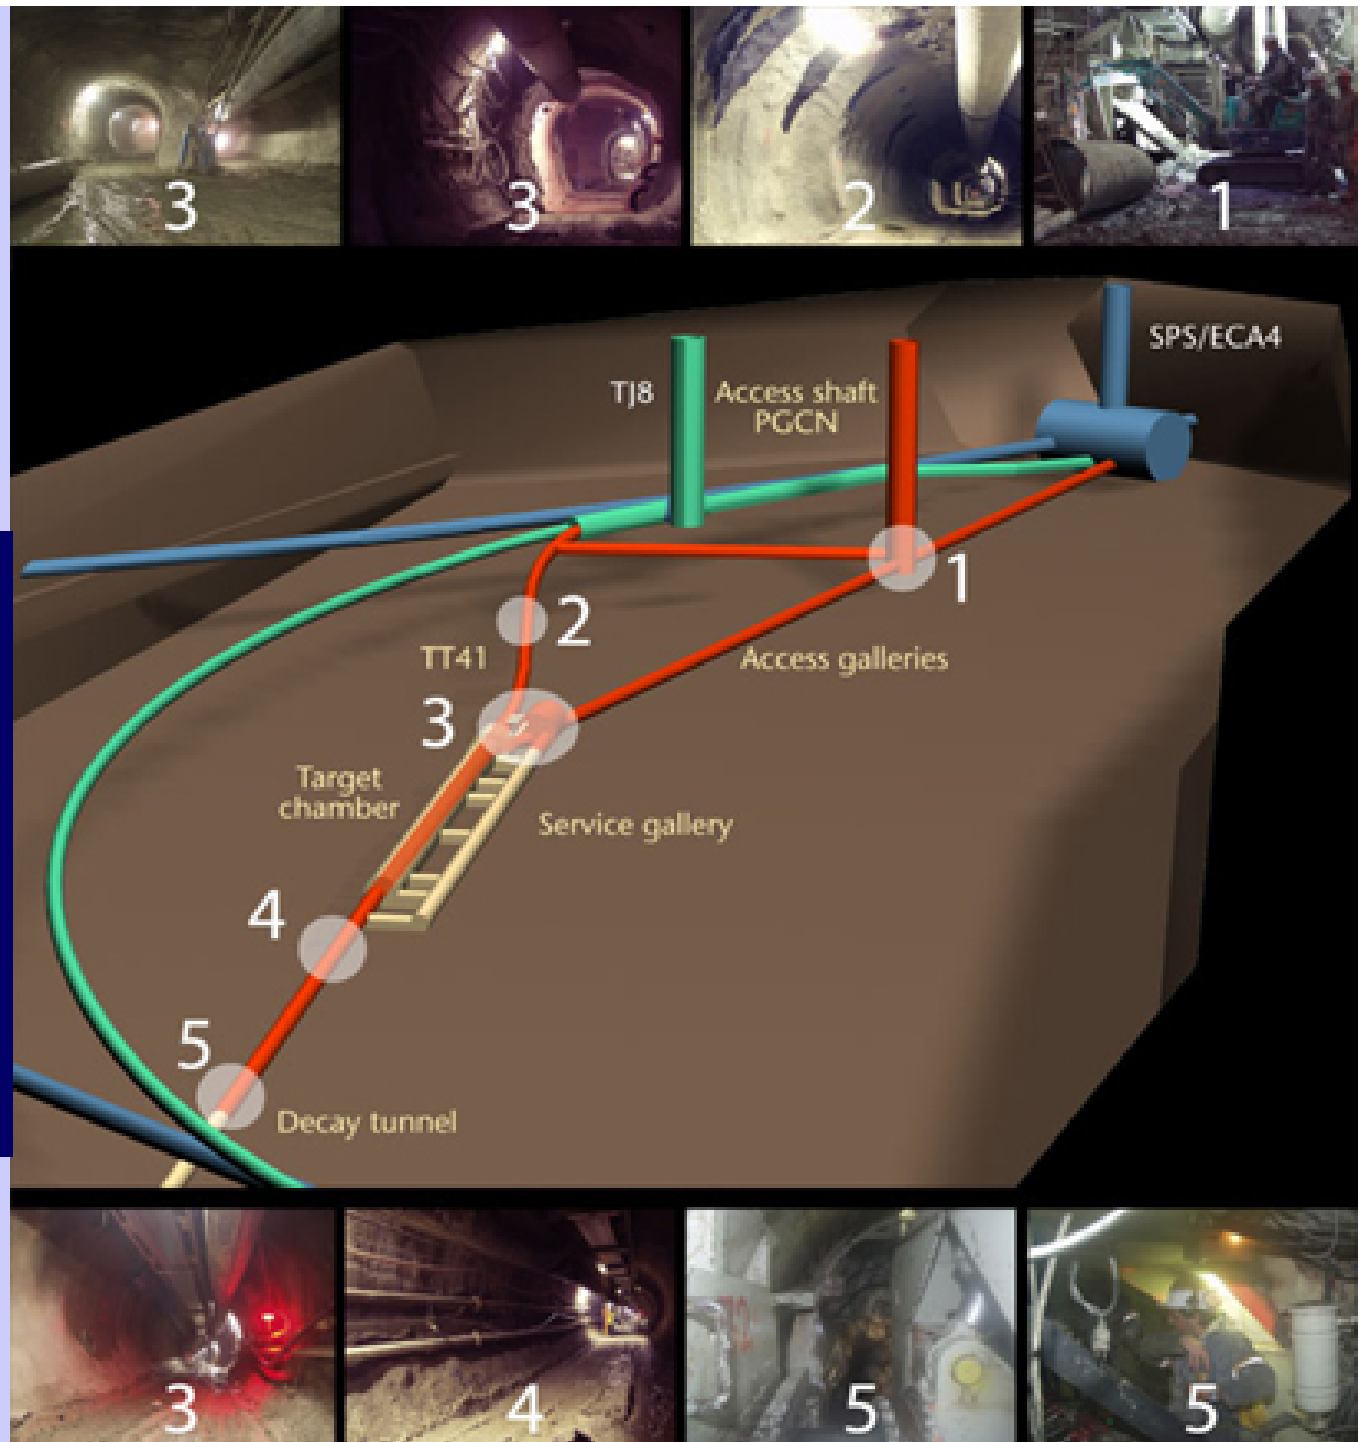 3
3
2
1
SPS/ECA4
TJ8
Access shaft
PGCN
1
2
TT41
Access galleries
3
Target
chamber
Service gallery
4
5
Decay tunnel
3
4
5
5